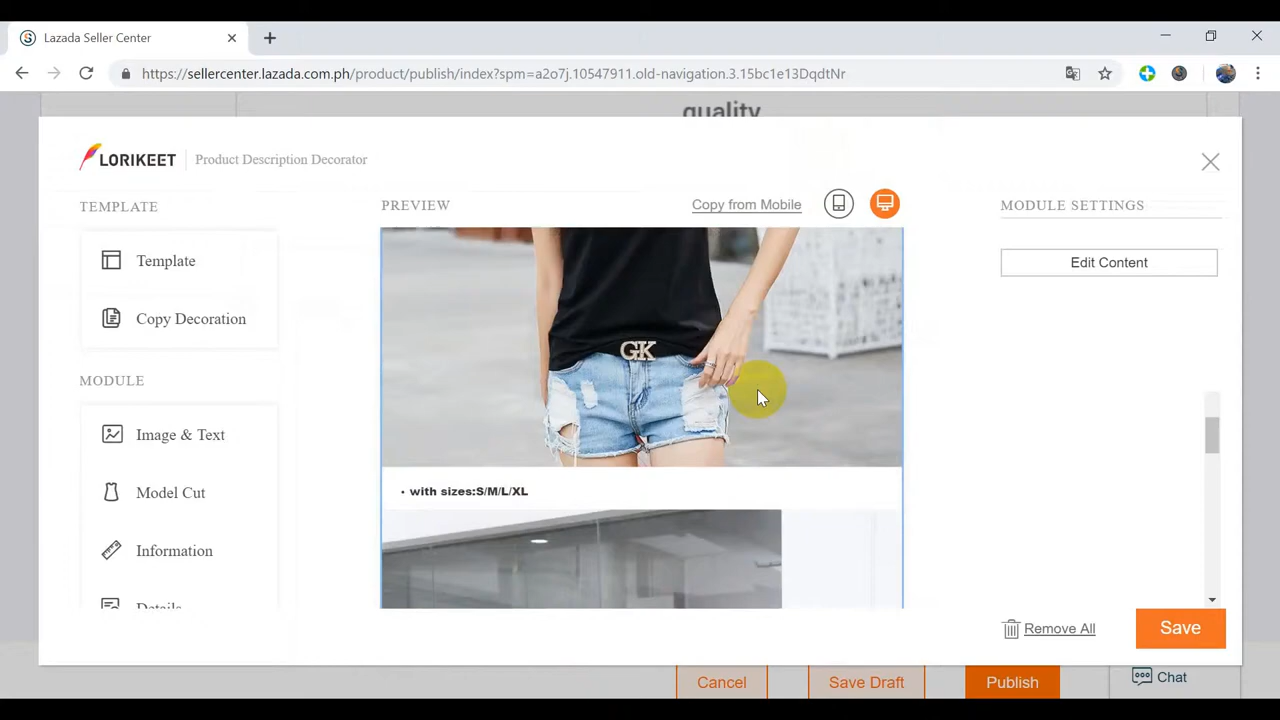 Lazada Seller Center
https://sellercenter.lazada.com.ph/product/publish/index?spm=a2o7j.10547911.old-navigation.3.15bc1e13DqdtNr
quality
LORIKEET Product Description Decorator
TEMPLATE
PREVIEW
Copy from Mobile
MODULE SETTINGS
Template
Edit Content
Copy Decoration
GK
MODULE
Image & Text
Model Cut
• with sizes:S/M/L/XL
Information
Details
Remove All
Save
Cancel
Save Draft
Publish
Chat